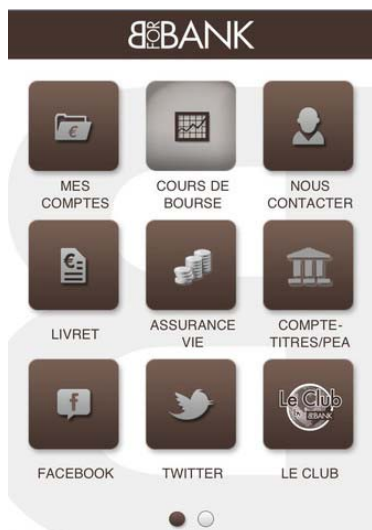 BFORBANK
MES
COMPTES
COURS DE
BOURSE
NOUS
CONTACTER
LIVRET
ASSURANCE
VIE
COMPTE-
TITRES/PEA
Le Club
BFORBANK
FACEBOOK
TWITTER
LE CLUB